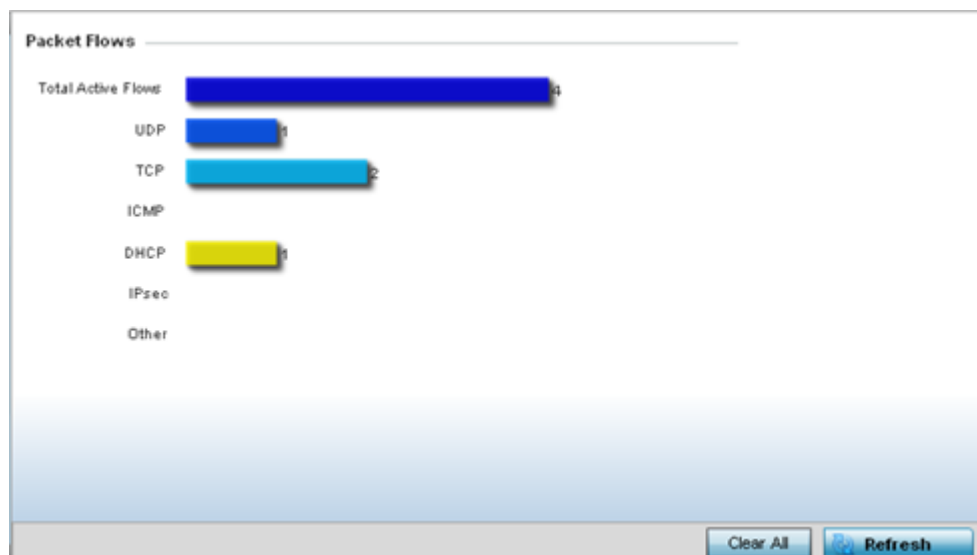 Packet Flows
Total Active Flows 4
UDP 1
TCP 2
ICMP
DHCP 1
IPsec
Other
Clear All Refresh